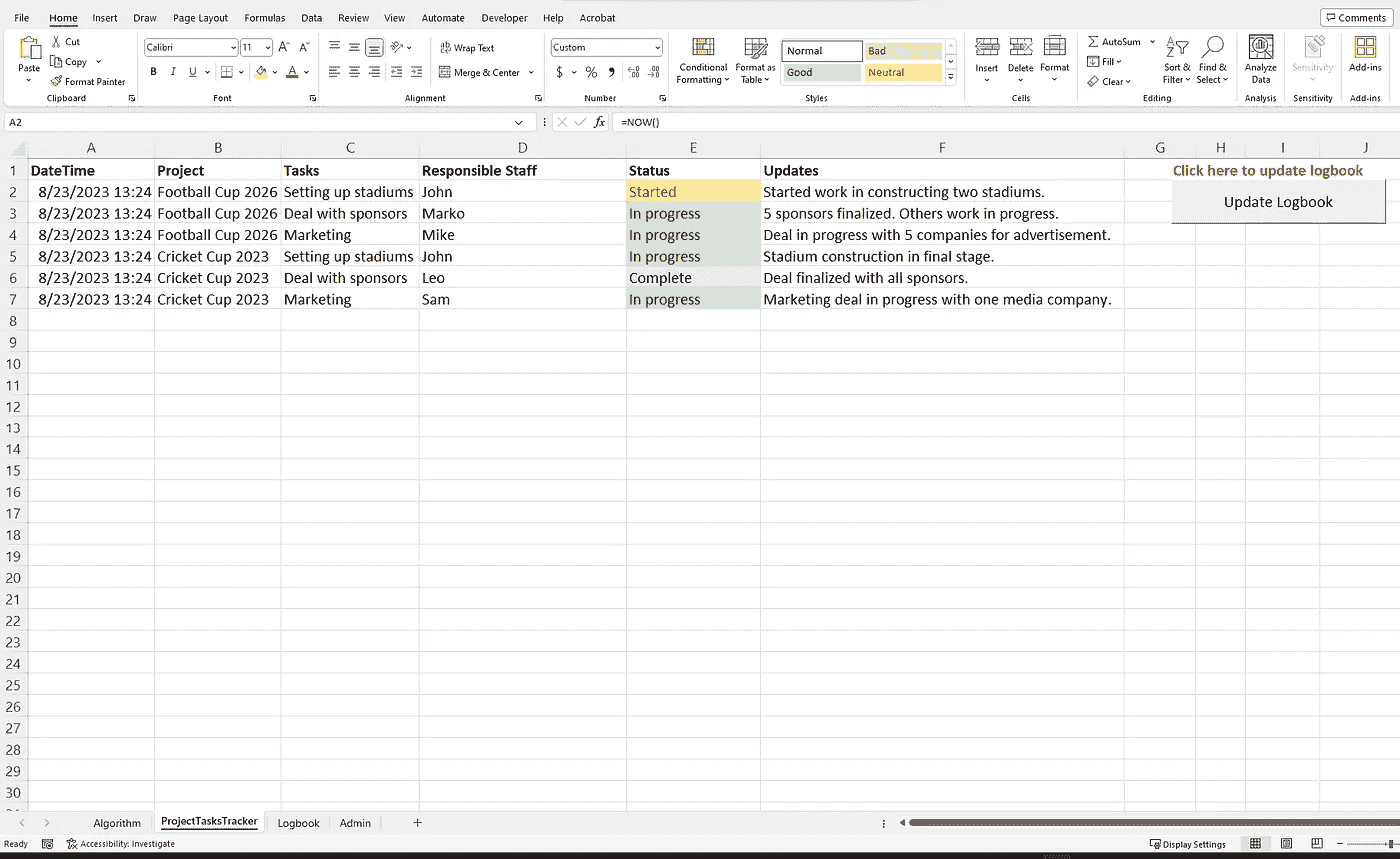 File Home Insert Draw Page Layout Formulas Data Review View Automate Developer Help Acrobat Comments
Paste Cut Copy Format Painter Clipboard
Calibri 11 A^ A˅ B I U A Font
Wrap Text Merge & Center Alignment
Custom $ % Number
Conditional Formatting Format as Table Normal Bad Good Neutral Styles
Insert Delete Format Cells
AutoSum Fill Clear Sort & Filter Find & Select Editing
Analyze Data Analysis
Sensitivity Sensitivity
Add-ins Add-ins
A2 fx =NOW()
A B C D E F G H I J
1 DateTime Project Tasks Responsible Staff Status Updates Click here to update logbook
2 8/23/2023 13:24 Football Cup 2026 Setting up stadiums John Started Started work in constructing two stadiums. Update Logbook
3 8/23/2023 13:24 Football Cup 2026 Deal with sponsors Marko In progress 5 sponsors finalized. Others work in progress.
4 8/23/2023 13:24 Football Cup 2026 Marketing Mike In progress Deal in progress with 5 companies for advertisement.
5 8/23/2023 13:24 Cricket Cup 2023 Setting up stadiums John In progress Stadium construction in final stage.
6 8/23/2023 13:24 Cricket Cup 2023 Deal with sponsors Leo Complete Deal finalized with all sponsors.
7 8/23/2023 13:24 Cricket Cup 2023 Marketing Sam In progress Marketing deal in progress with one media company.
8
9
10
11
12
13
14
15
16
17
18
19
20
21
22
23
24
25
26
27
28
29
30
Algorithm ProjectTasksTracker Logbook Admin +
Ready Accessibility: Investigate Display Settings